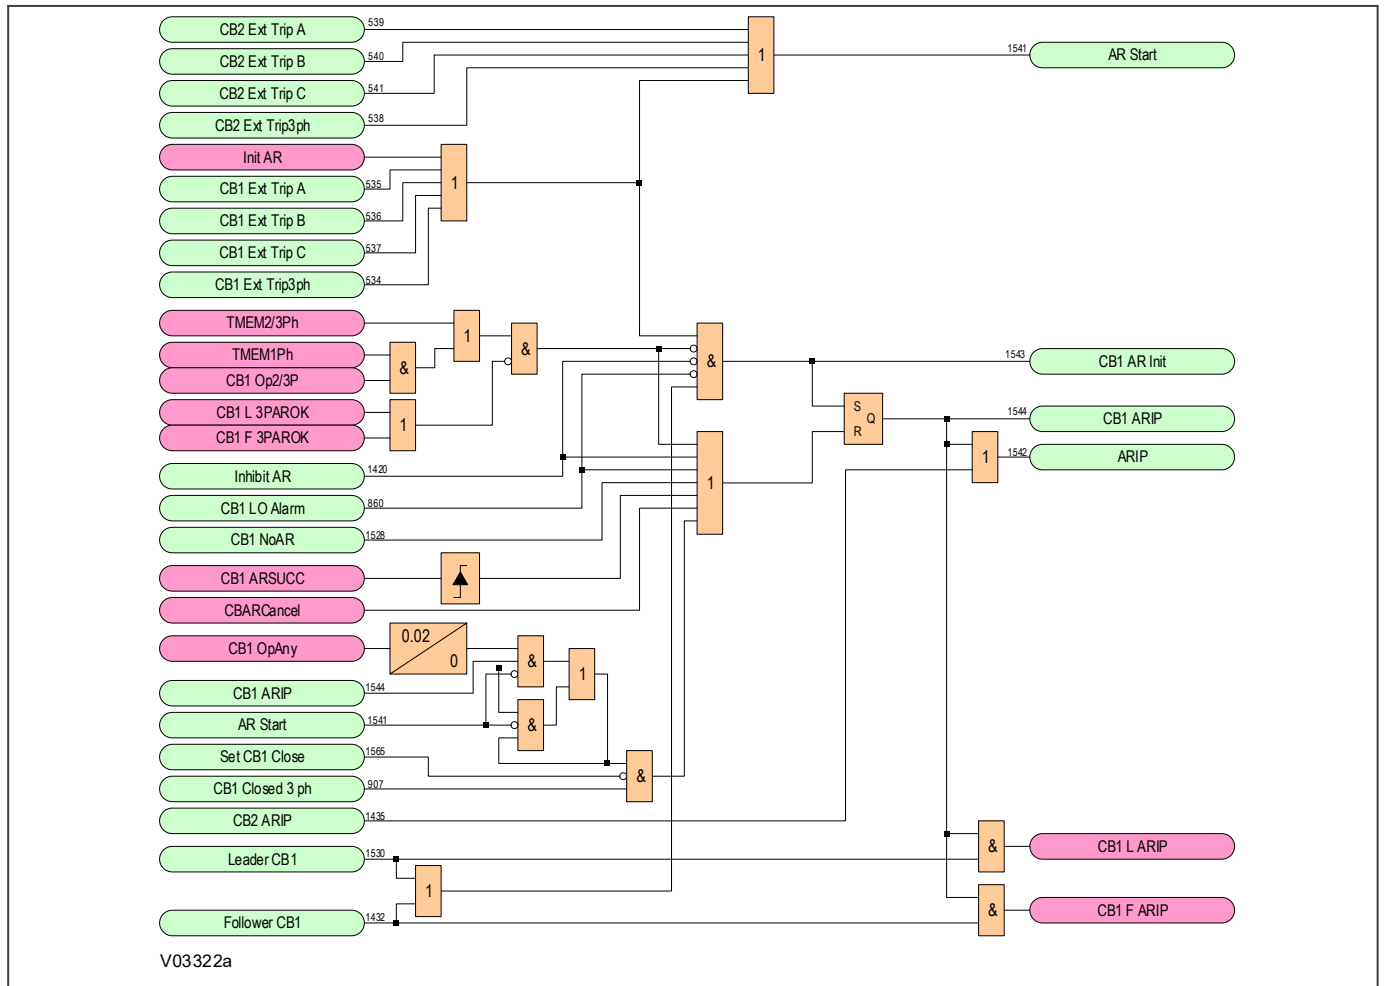 CB2 Ext Trip A 539
CB2 Ext Trip B 540
CB2 Ext Trip C 541
CB2 Ext Trip3ph 538
1
1541 AR Start
Init AR
CB1 Ext Trip A 535
CB1 Ext Trip B 536
CB1 Ext Trip C 537
CB1 Ext Trip3ph 534
1
TMEM2/3Ph
TMEM1Ph
CB1 Op2/3P
CB1 L 3PAROK
CB1 F 3PAROK
&
1
1
&
&
1543 CB1 AR Init
S
Q
R
1544 CB1 ARIP
1
1542 ARIP
Inhibit AR 1420
CB1 LO Alarm 860
CB1 NoAR 1528
1
CB1 ARSUCC
CBARCancel
CB1 OpAny
0.02
0
&
1
CB1 ARIP 1544
AR Start 1541
&
Set CB1 Close 1565
CB1 Closed 3 ph 907
&
CB2 ARIP 1435
Leader CB1 1530
1
Follower CB1 1432
&
CB1 L ARIP
&
CB1 F ARIP
V03322a